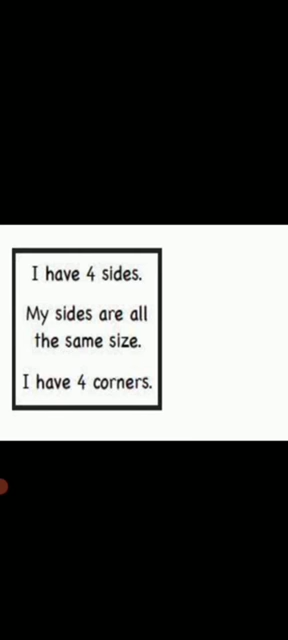 I have 4 sides.
My sides are all
the same size.
I have 4 corners.